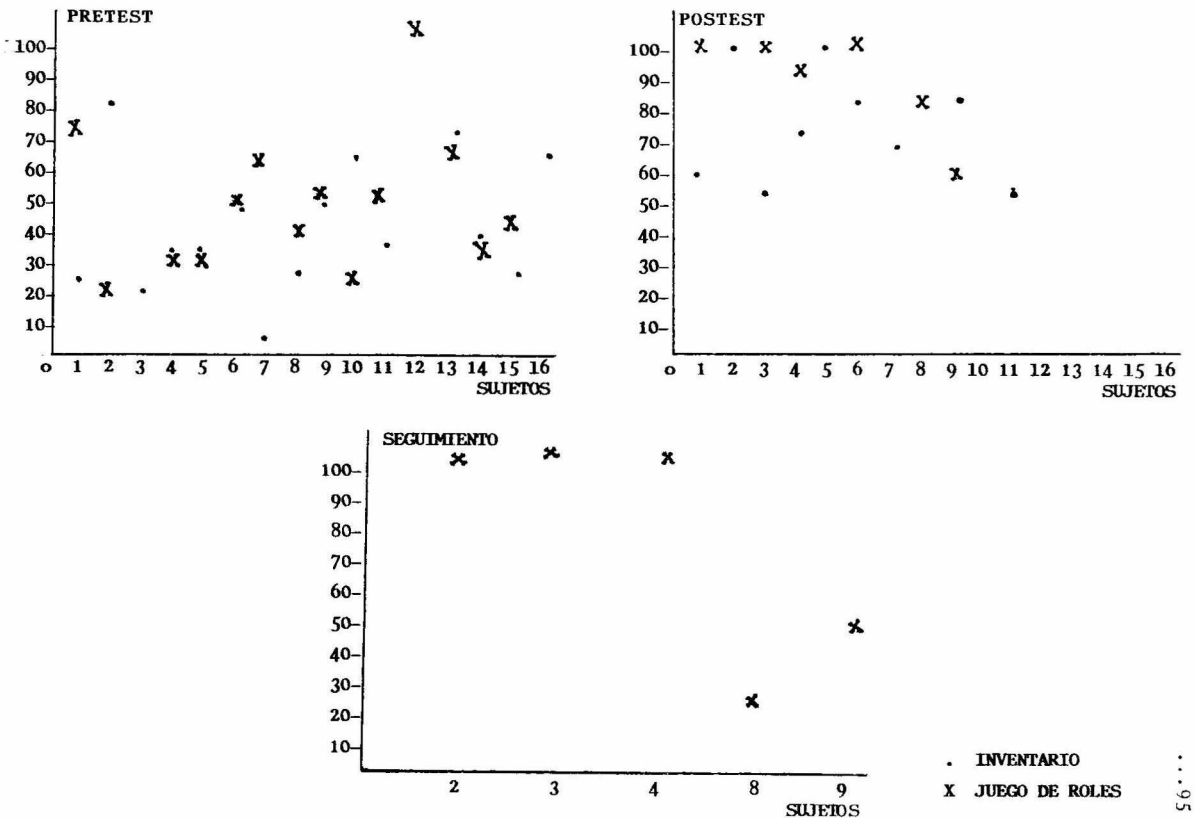 PRETEST
100
90
80
70
60
50
40
30
20
10
o 1 2 3 4 5 6 7 8 9 10 11 12 13 14 15 16
SUJETOS
POSTEST
100
90
80
70
60
50
40
30
20
10
o 1 2 3 4 5 6 7 8 9 10 11 12 13 14 15 16
SUJETOS
SEGUIMIENTO
100
90
80
70
60
50
40
30
20
10
2 3 4 8 9
SUJETOS
. INVENTARIO
X JUEGO DE ROLES
...95